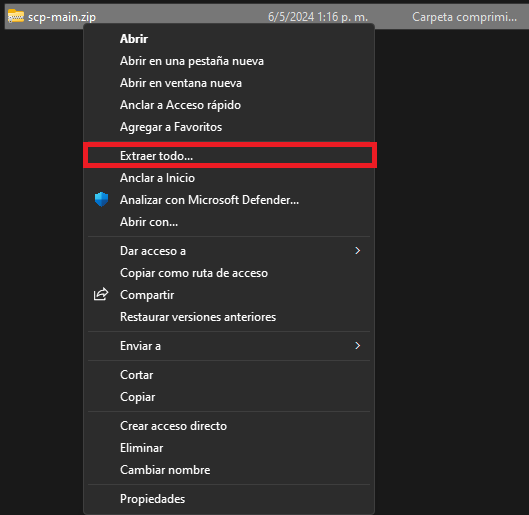 scp-main.zip 6/5/2024 1:16 p. m. Carpeta comprimi...
Abrir
Abrir en una pestaña nueva
Abrir en ventana nueva
Anclar a Acceso rápido
Agregar a Favoritos
Extraer todo...
Anclar a Inicio
Analizar con Microsoft Defender...
Abrir con...
Dar acceso a
Copiar como ruta de acceso
Compartir
Restaurar versiones anteriores
Enviar a
Cortar
Copiar
Crear acceso directo
Eliminar
Cambiar nombre
Propiedades